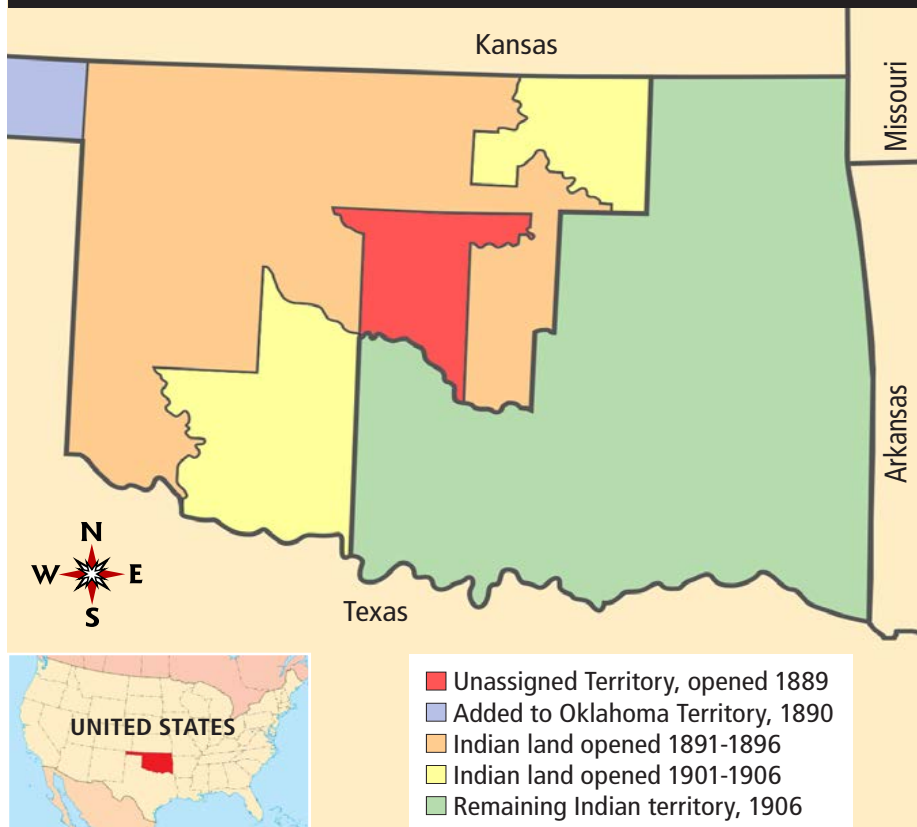 Kansas
Missouri
Arkansas
N
W E
S
Texas
UNITED STATES
Unassigned Territory, opened 1889
Added to Oklahoma Territory, 1890
Indian land opened 1891-1896
Indian land opened 1901-1906
Remaining Indian territory, 1906